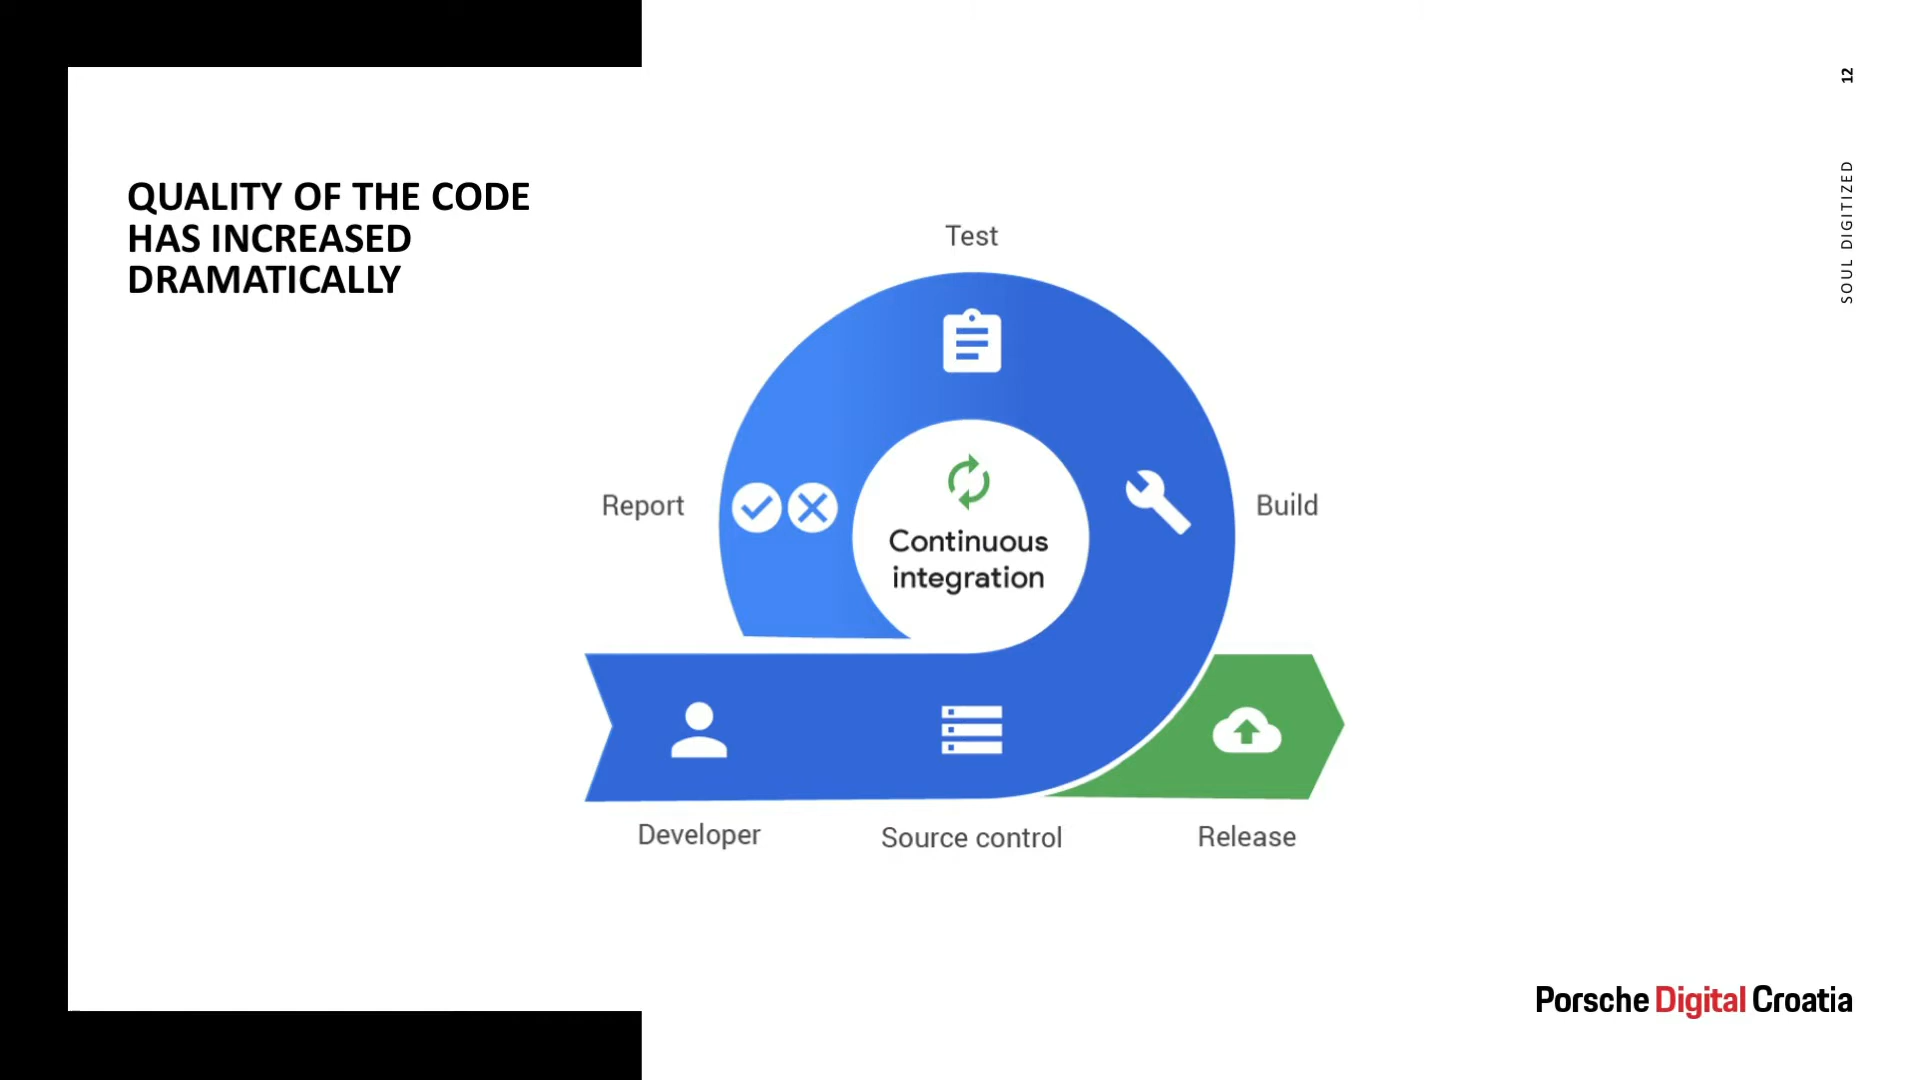 12
SOUL DIGITIZED
QUALITY OF THE CODE
HAS INCREASED
DRAMATICALLY
Test
Report
Build
Continuous
integration
Developer
Source control
Release
Porsche Digital Croatia